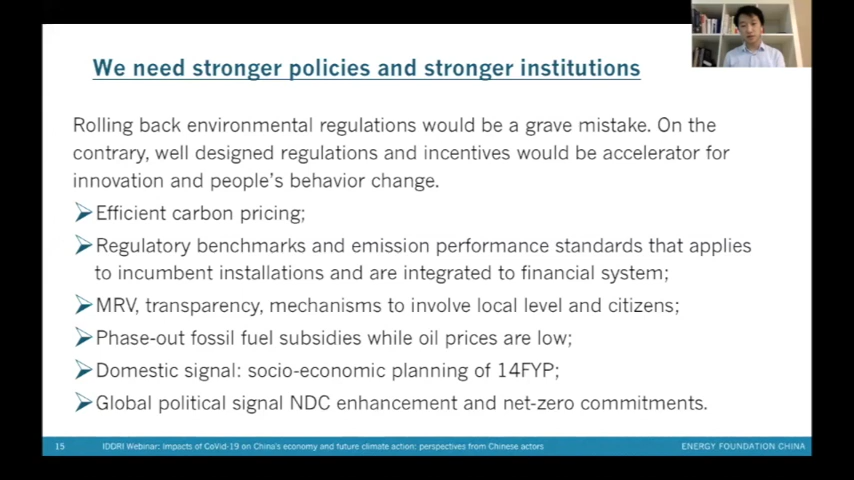 We need stronger policies and stronger institutions
Rolling back environmental regulations would be a grave mistake. On the
contrary, well designed regulations and incentives would be accelerator for
innovation and people's behavior change.
Efficient carbon pricing;
Regulatory benchmarks and emission performance standards that applies
to incumbent installations and are integrated to financial system;
MRV, transparency, mechanisms to involve local level and citizens;
Phase-out fossil fuel subsidies while oil prices are low;
Domestic signal: socio-economic planning of 14FYP;
Global political signal NDC enhancement and net-zero commitments.
15 IDDRI Webinar: Impacts of CoVid-19 on China's economy and future climate action: perspectives from Chinese actors ENERGY FOUNDATION CHINA